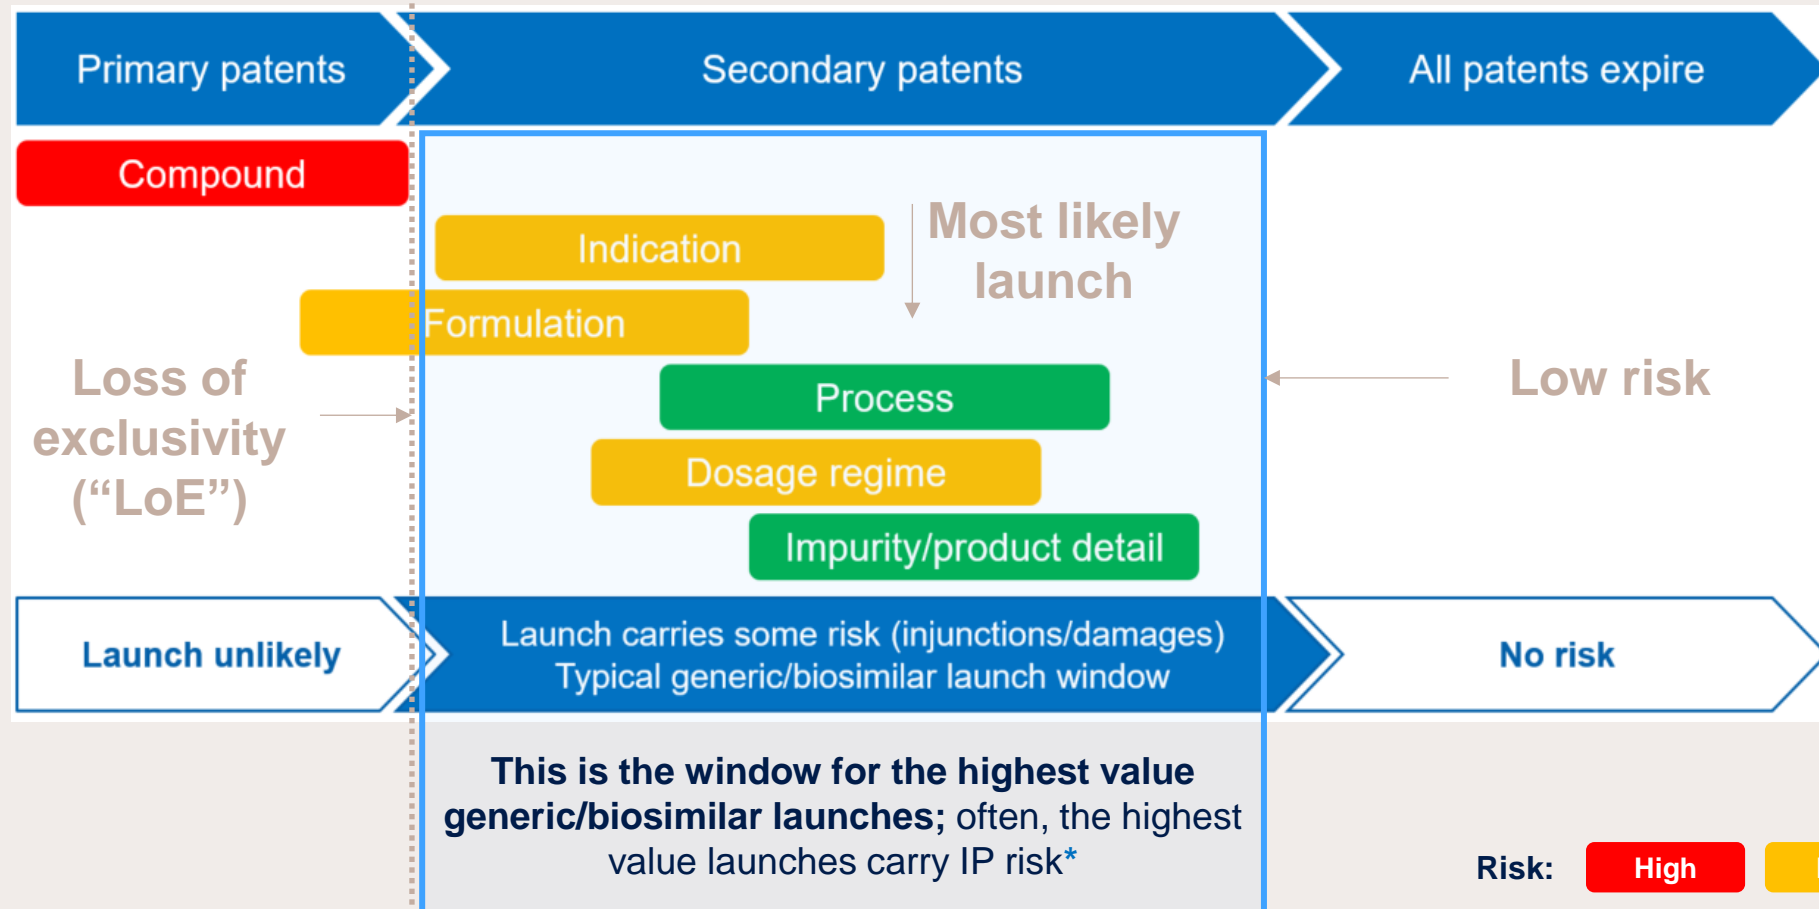 Primary patents
Secondary patents
All patents expire
Compound
Indication
Most likely
launch
Formulation
Loss of
exclusivity
(“LoE”)
Process
Low risk
Dosage regime
Impurity/product detail
Launch unlikely
Launch carries some risk (injunctions/damages)
Typical generic/biosimilar launch window
No risk
This is the window for the highest value
generic/biosimilar launches; often, the highest
value launches carry IP risk*
Risk:
High